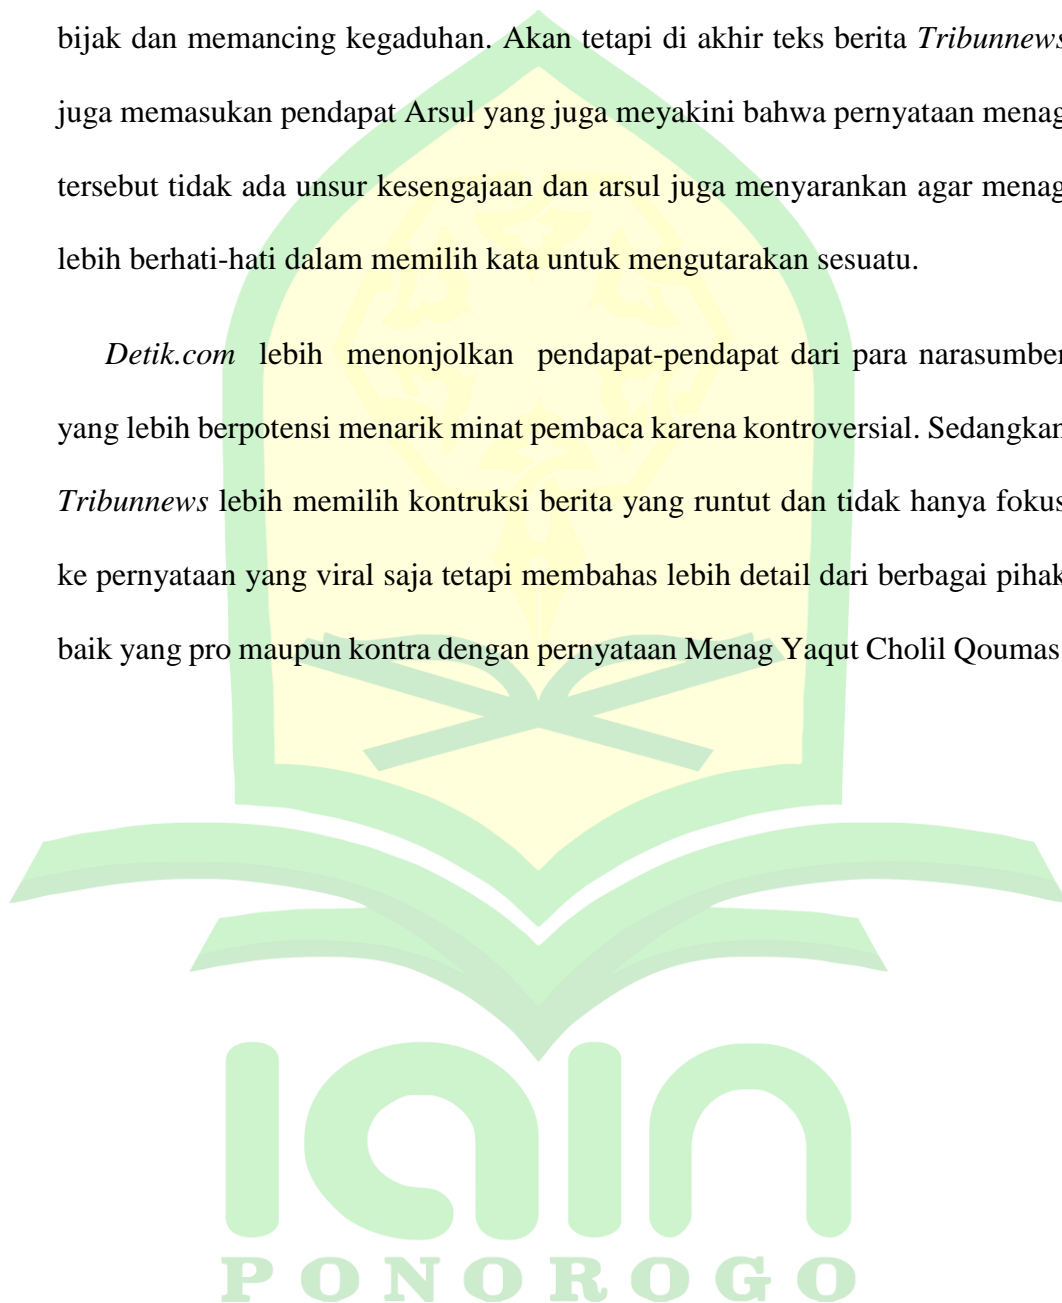 bijak dan memancing kegaduhan. Akan tetapi di akhir teks berita Tribunnews
juga memasukan pendapat Arsul yang juga meyakini bahwa pernyataan menag
tersebut tidak ada unsur kesengajaan dan arsul juga menyarankan agar menag
lebih berhati-hati dalam memilih kata untuk mengutarakan sesuatu.
Detik.com lebih menonjolkan pendapat-pendapat dari para narasumber
yang lebih berpotensi menarik minat pembaca karena kontroversial. Sedangkan
Tribunnews lebih memilih kontruksi berita yang runtut dan tidak hanya fokus
ke pernyataan yang viral saja tetapi membahas lebih detail dari berbagai pihak
baik yang pro maupun kontra dengan pernyataan Menag Yaqut Cholil Qoumas
IAIN
PONOROGO